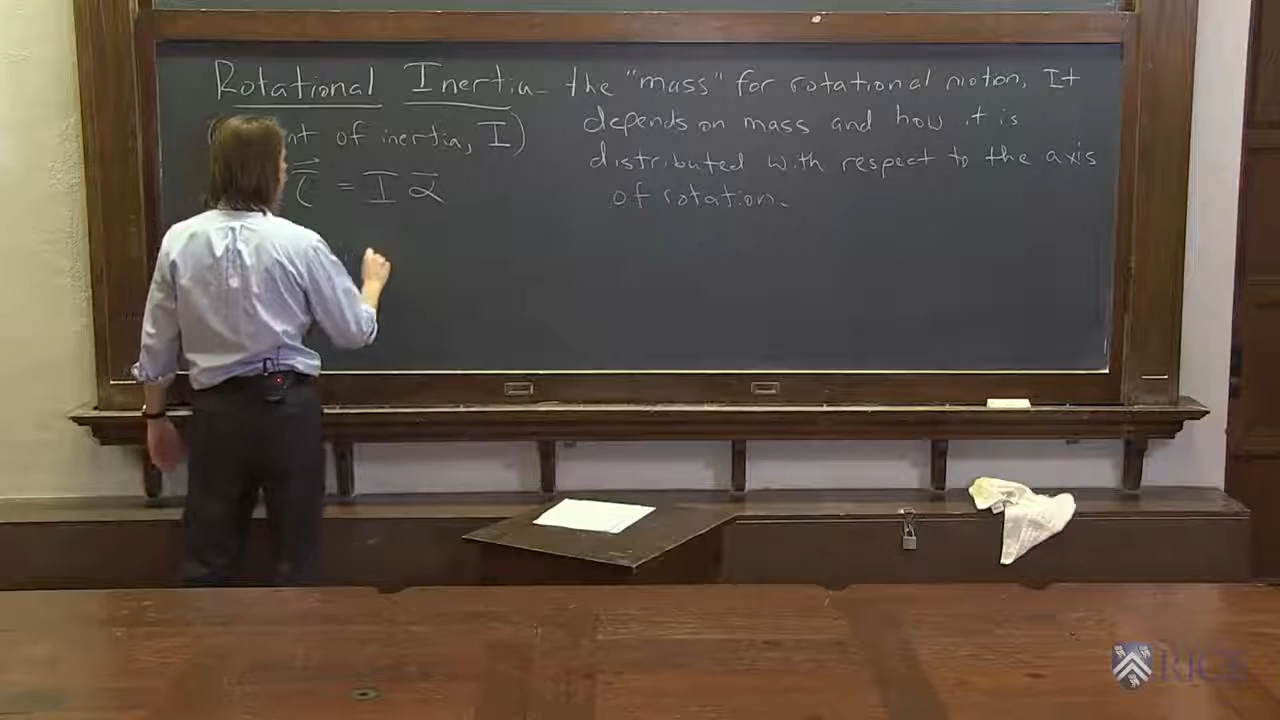 Rotational Inertia - the "mass" for rotational motion. It
depends on mass and how it is
distributed with respect to the axis
of rotation.
of inertia, I)
τ = I α
RICE